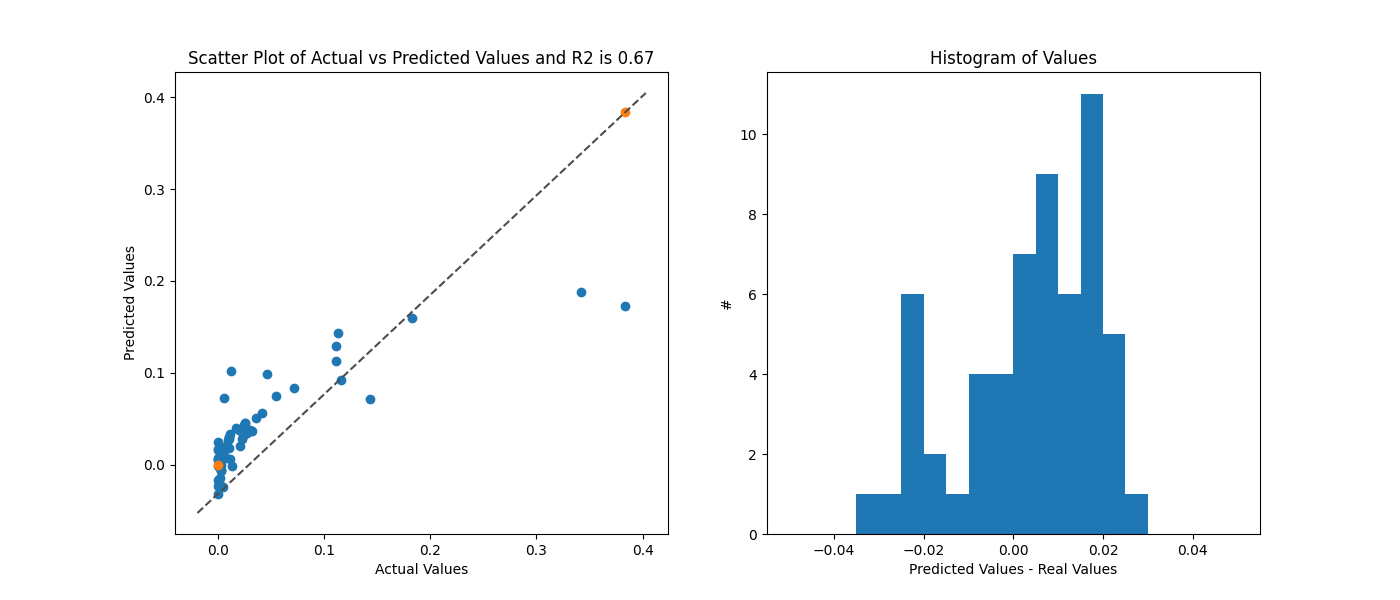 Scatter Plot of Actual vs Predicted Values and R2 is 0.67
0.4
0.3
0.2
0.1
0.0
Predicted Values
0.0 0.1 0.2 0.3 0.4
Actual Values
Histogram of Values
10
8
6
4
2
0
#
−0.04 −0.02 0.00 0.02 0.04
Predicted Values - Real Values